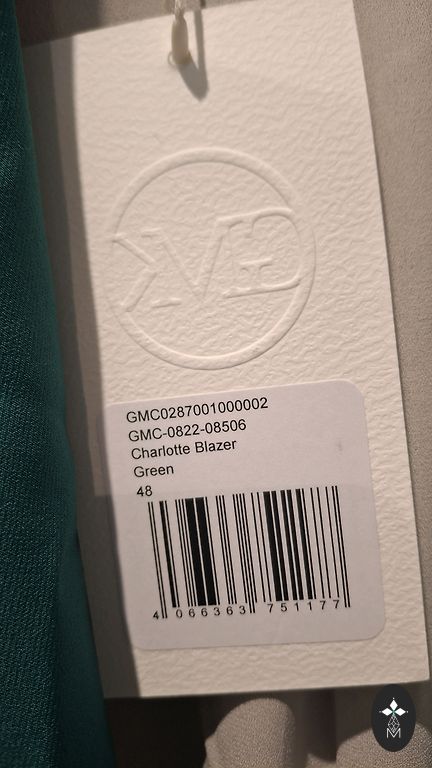 GMC0287001000002
GMC-0822-08506
Charlotte Blazer
Green
48
4 066363 751177